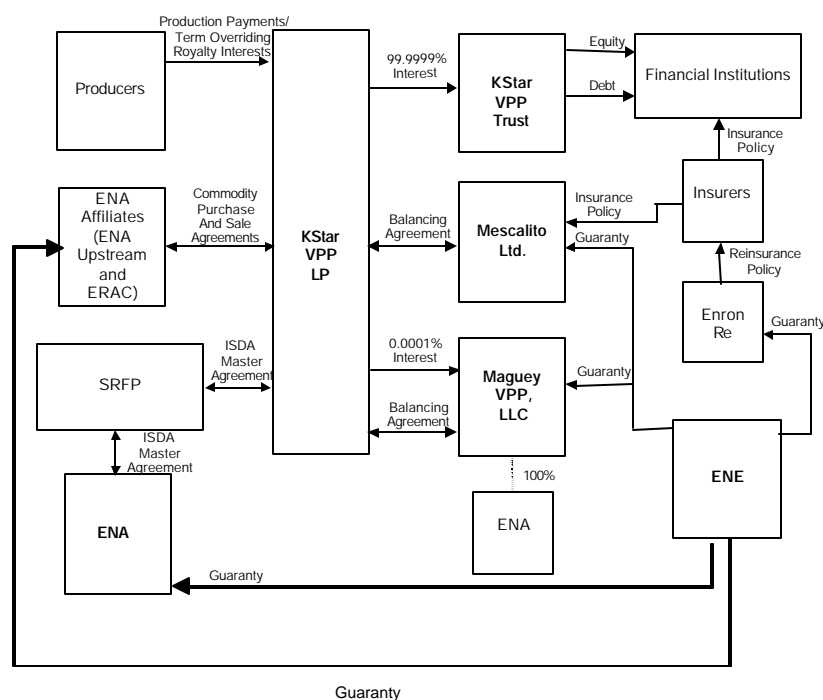 Production Payments/
Term Overriding
Royalty Interests
Producers
99.9999%
Interest
KStar
VPP
Trust
Equity
Debt
Financial Institutions
Insurance
Policy
Insurers
ENA
Affiliates
(ENA
Upstream
and
ERAC)
Commodity
Purchase
And Sale
Agreements
KStar
VPP
LP
Balancing
Agreement
Mescalito
Ltd.
Insurance
Policy
Guaranty
Reinsurance
Policy
Enron
Re
Guaranty
SRFP
ISDA
Master
Agreement
0.0001%
Interest
Balancing
Agreement
Maguey
VPP,
LLC
Guaranty
ISDA
Master
Agreement
100%
ENA
ENE
ENA
Guaranty
Guaranty